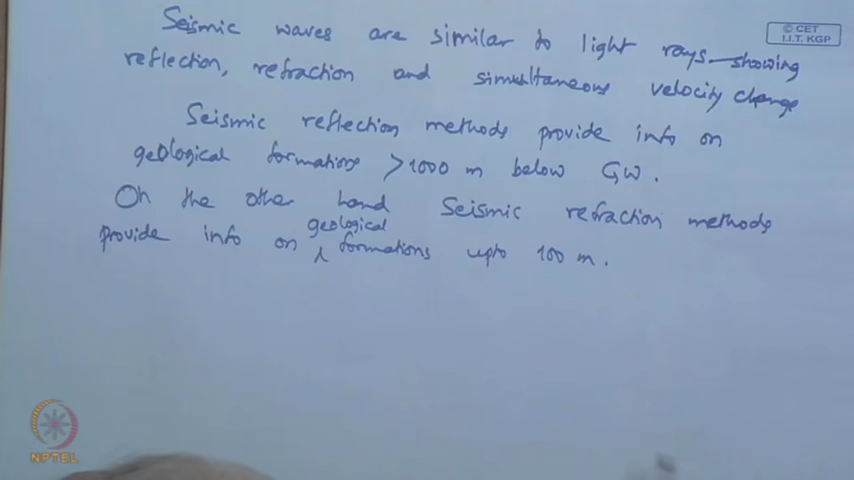 Seismic waves are similar to light rays showing
© CET
I.I.T. KGP
reflection, refraction and simultaneous velocity change
Seismic reflection methods provide info on
geological formations >1000 m below GW.
On the other hand Seismic refraction methods
geological
provide info on formations upto 100 m.
NPTEL